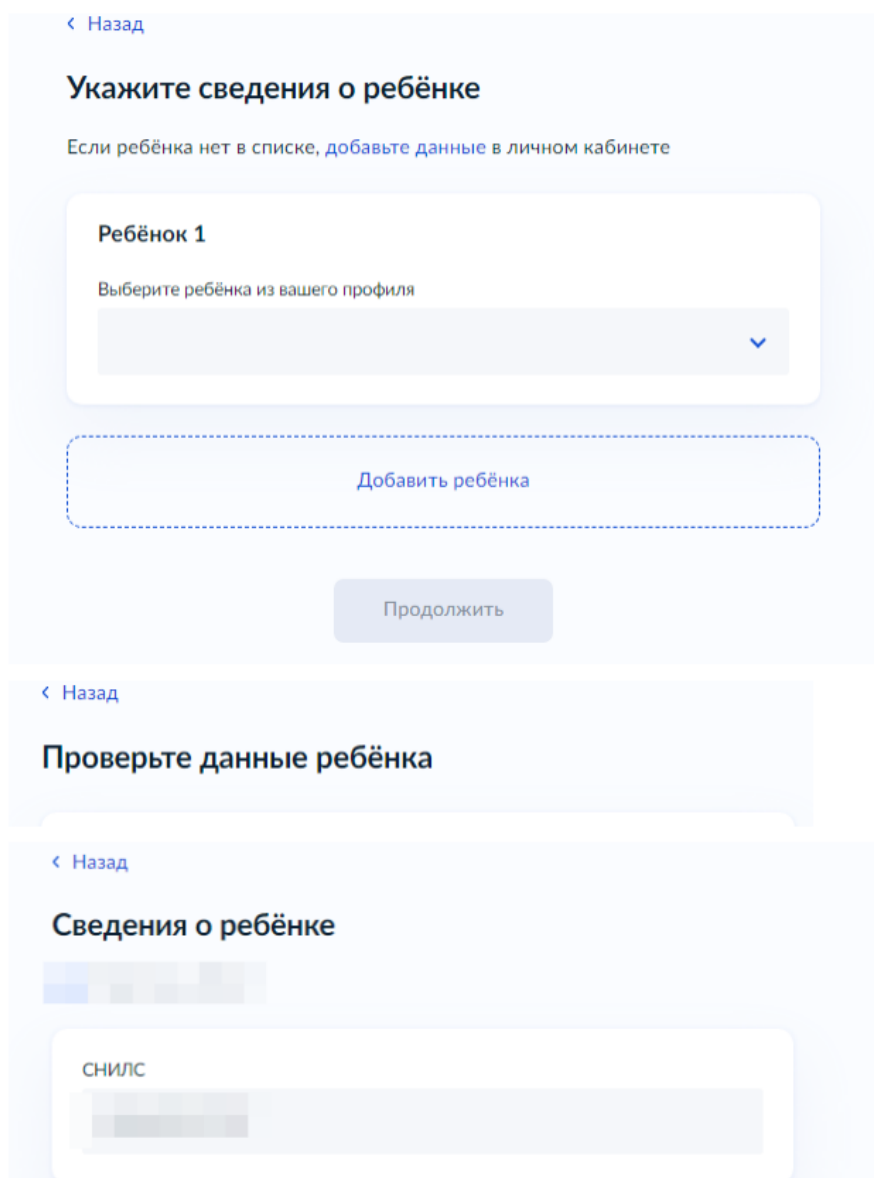 Назад
Укажите сведения о ребёнке
Если ребёнка нет в списке, добавьте данные в личном кабинете
Ребёнок 1
Выберите ребёнка из вашего профиля
Добавить ребёнка
Продолжить
Назад
Проверьте данные ребёнка
Назад
Сведения о ребёнке
СНИЛС